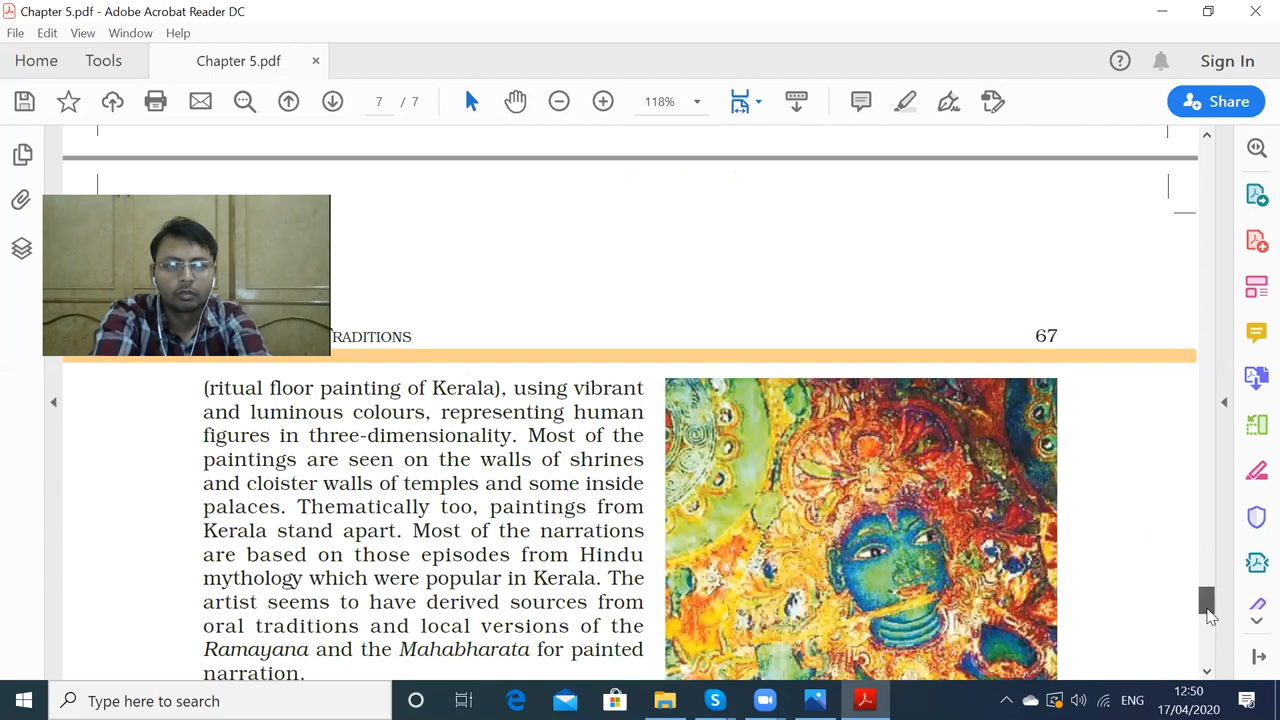 Chapter 5.pdf - Adobe Acrobat Reader DC
File Edit View Window Help
Home Tools Chapter 5.pdf × ? Sign In
7 / 7 118% Share
RADITIONS 67
(ritual floor painting of Kerala), using vibrant
and luminous colours, representing human
figures in three-dimensionality. Most of the
paintings are seen on the walls of shrines
and cloister walls of temples and some inside
palaces. Thematically too, paintings from
Kerala stand apart. Most of the narrations
are based on those episodes from Hindu
mythology which were popular in Kerala. The
artist seems to have derived sources from
oral traditions and local versions of the
Ramayana and the Mahabharata for painted
narration.
Type here to search ENG 12:50
17/04/2020